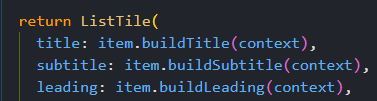 return ListTile(
title: item.buildTitle(context),
subtitle: item.buildSubtitle(context),
leading: item.buildLeading(context),